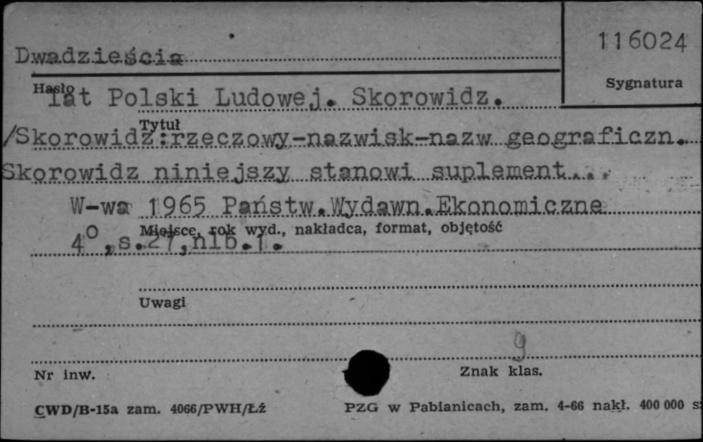 Dwadzieścia
116024
Hasło
Sygnatura
lat Polski Ludowej. Skorowidz.
Tytuł
/Skorowidz:rzeczowy-nazwisk-nazw geograficzn.
Skorowidz niniejszy stanowi suplement...
W-wa 1965 Państw.Wydawn.Ekonomiczne
Miejsce, rok wyd., nakładca, format, objętość
4°,s.27,nlb.1.
Uwagi
9
Nr inw.
Znak klas.
CWD/B-15a zam. 4066/PWH/Łź
PZG w Pabianicach, zam. 4-66 nakł. 400 000 s